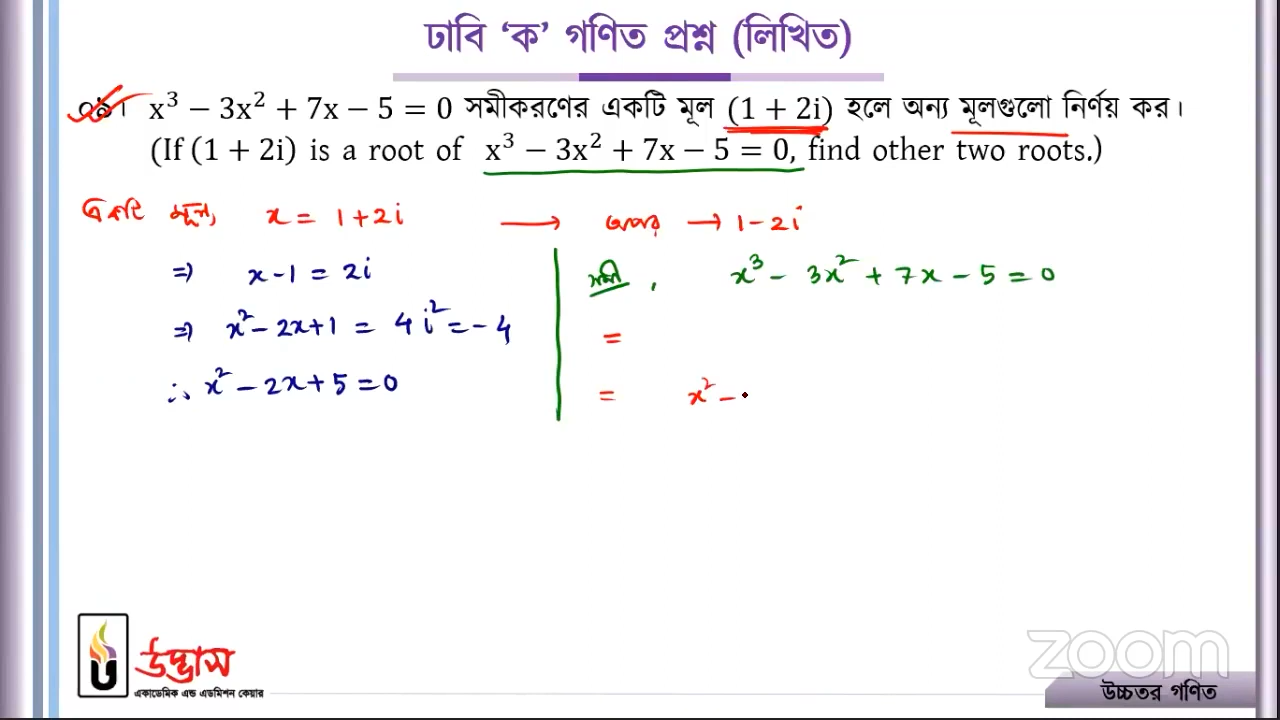 ঢাবি ‘ক’ গণিত প্রশ্ন (লিখিত)
x³ − 3x² + 7x − 5 = 0 সমীকরণের একটি মূল (1 + 2i) হলে অন্য মূলগুলো নির্ণয় কর।
(If (1 + 2i) is a root of x³ − 3x² + 7x − 5 = 0, find other two roots.)
একটি মূল, x = 1+2i → অপর → 1−2i
⇒ x−1 = 2i
⇒ x²−2x+1 = 4i² = −4
∴ x² − 2x + 5 = 0
সমী, x³ − 3x² + 7x − 5 = 0
=
= x² −
উদ্ভাস
একাডেমিক এন্ড এডমিশন কেয়ার
zoom
উচ্চতর গণিত